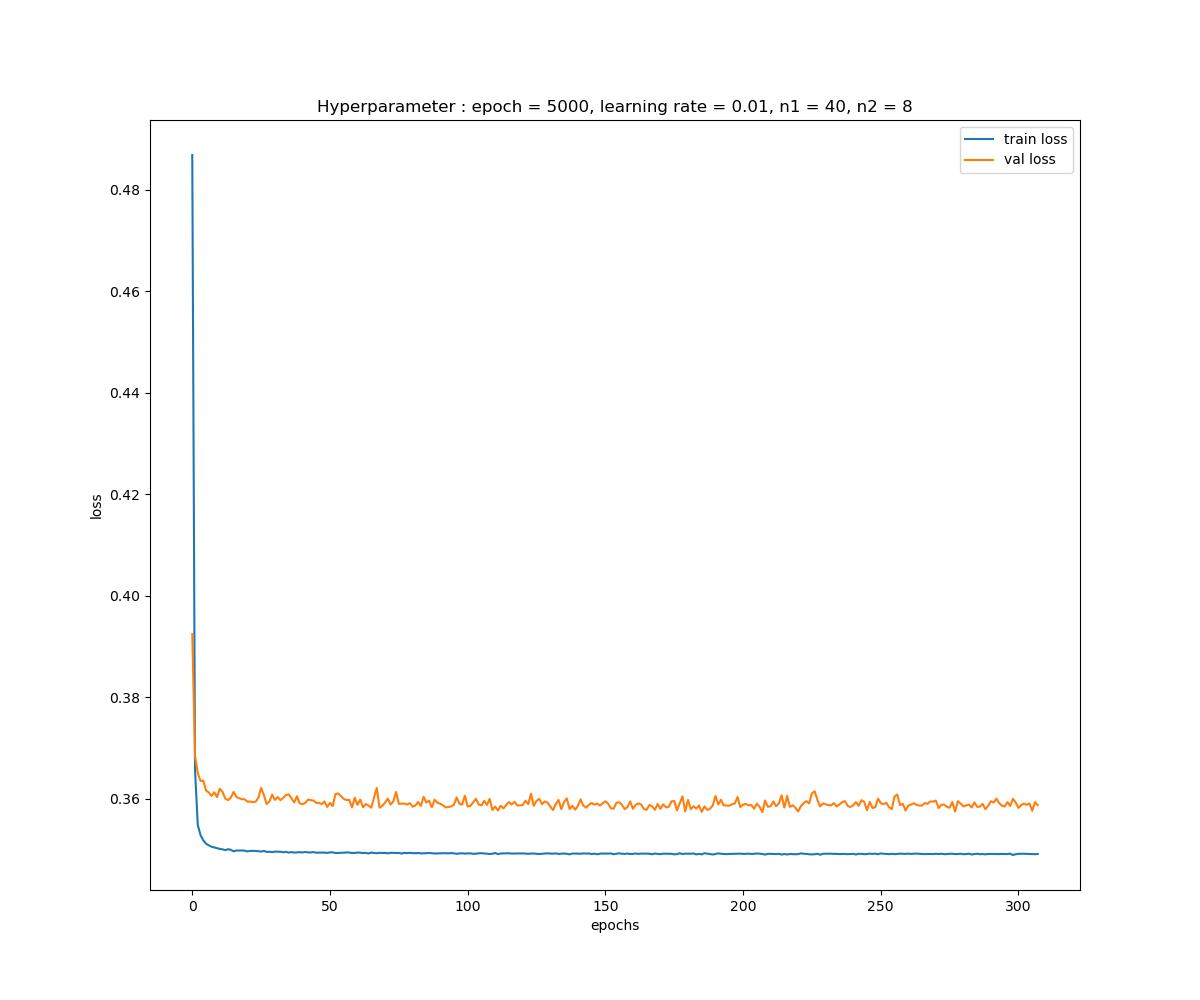 Hyperparameter : epoch = 5000, learning rate = 0.01, n1 = 40, n2 = 8
train loss
val loss
0.48
0.46
0.44
0.42
0.40
0.38
0.36
loss
0 50 100 150 200 250 300
epochs